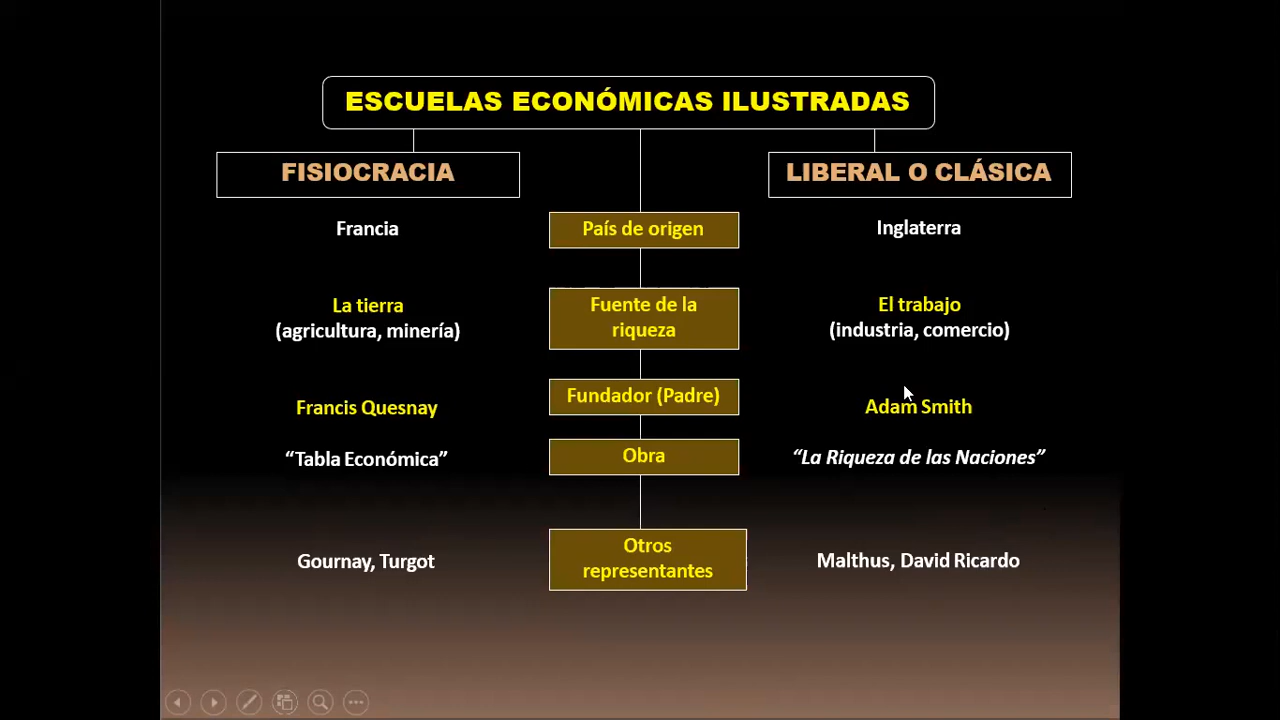 ESCUELAS ECONÓMICAS ILUSTRADAS
FISIOCRACIA
LIBERAL O CLÁSICA
Francia
País de origen
Inglaterra
La tierra
(agricultura, minería)
Fuente de la
riqueza
El trabajo
(industria, comercio)
Francis Quesnay
Fundador (Padre)
Adam Smith
“Tabla Económica”
Obra
“La Riqueza de las Naciones”
Gournay, Turgot
Otros
representantes
Malthus, David Ricardo